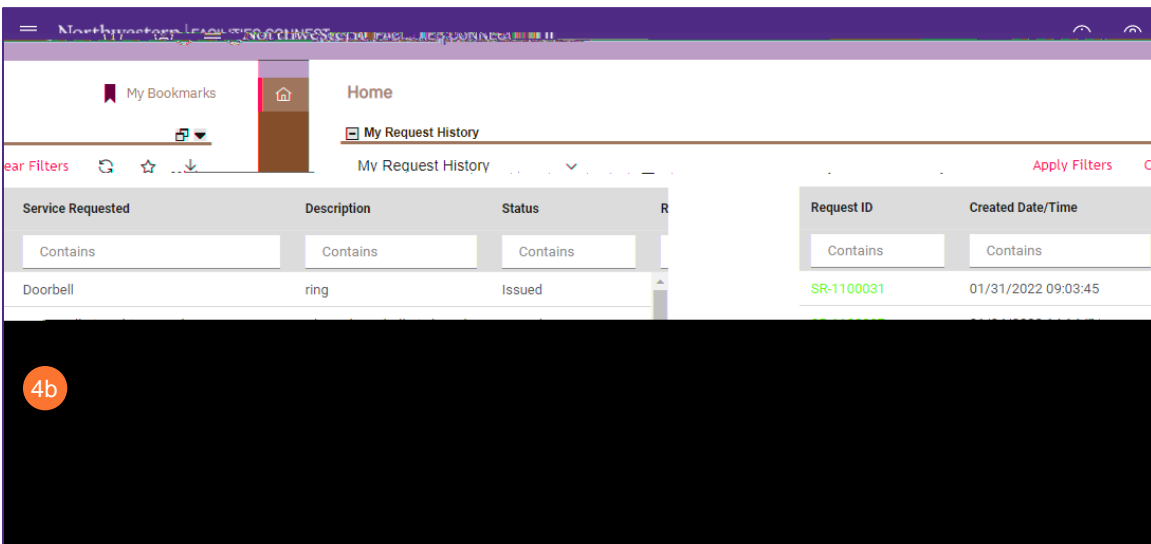 Northwestern
My Bookmarks
Home
My Request History
ear Filters
My Request History
Apply Filters
Service Requested Description Status R Request ID Created Date/Time
Contains Contains Contains Contains Contains
Doorbell ring Issued SR-1100031 01/31/2022 09:03:45
4b